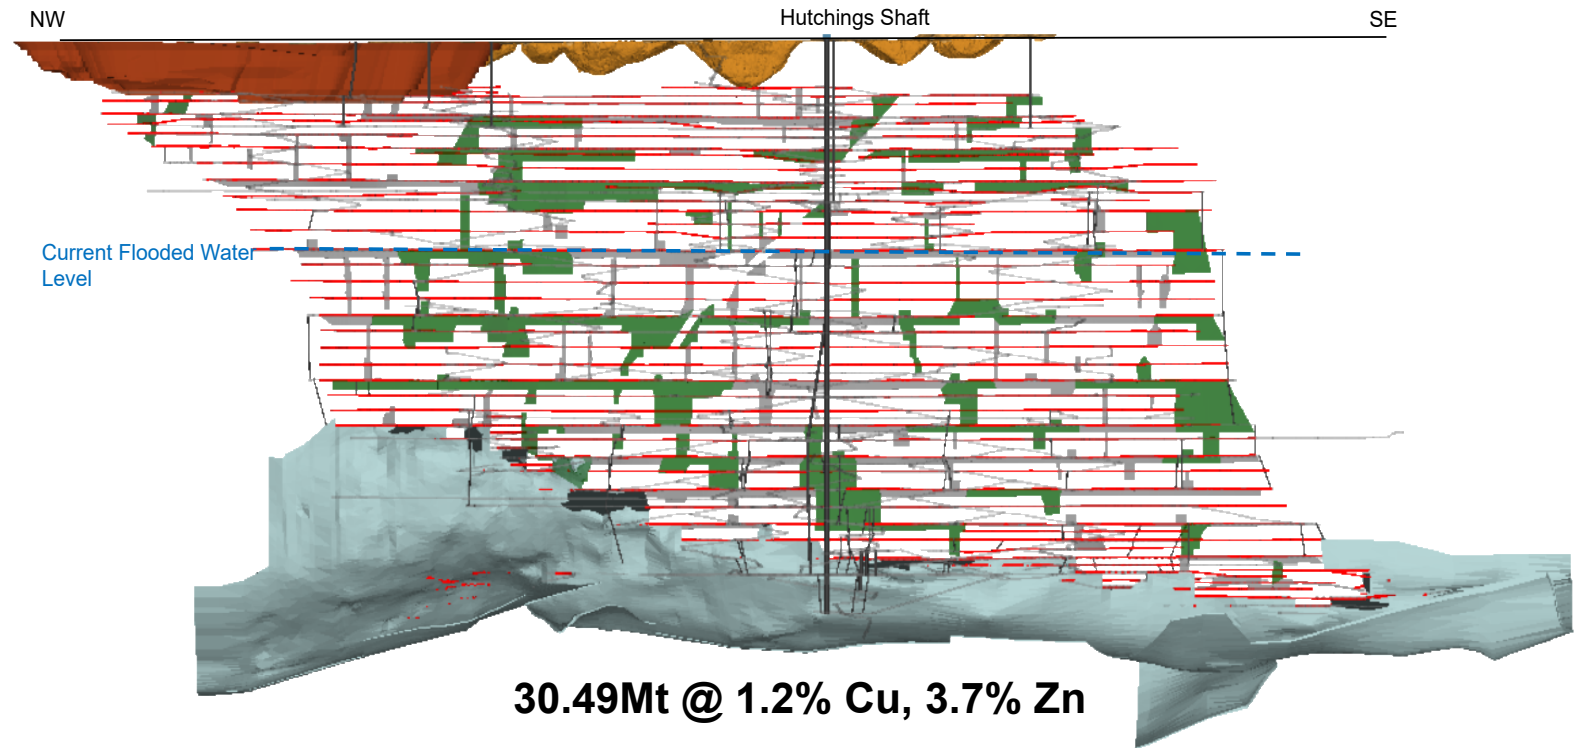 NW
Hutchings Shaft
SE
Current Flooded Water
Level
30.49Mt @ 1.2% Cu, 3.7% Zn